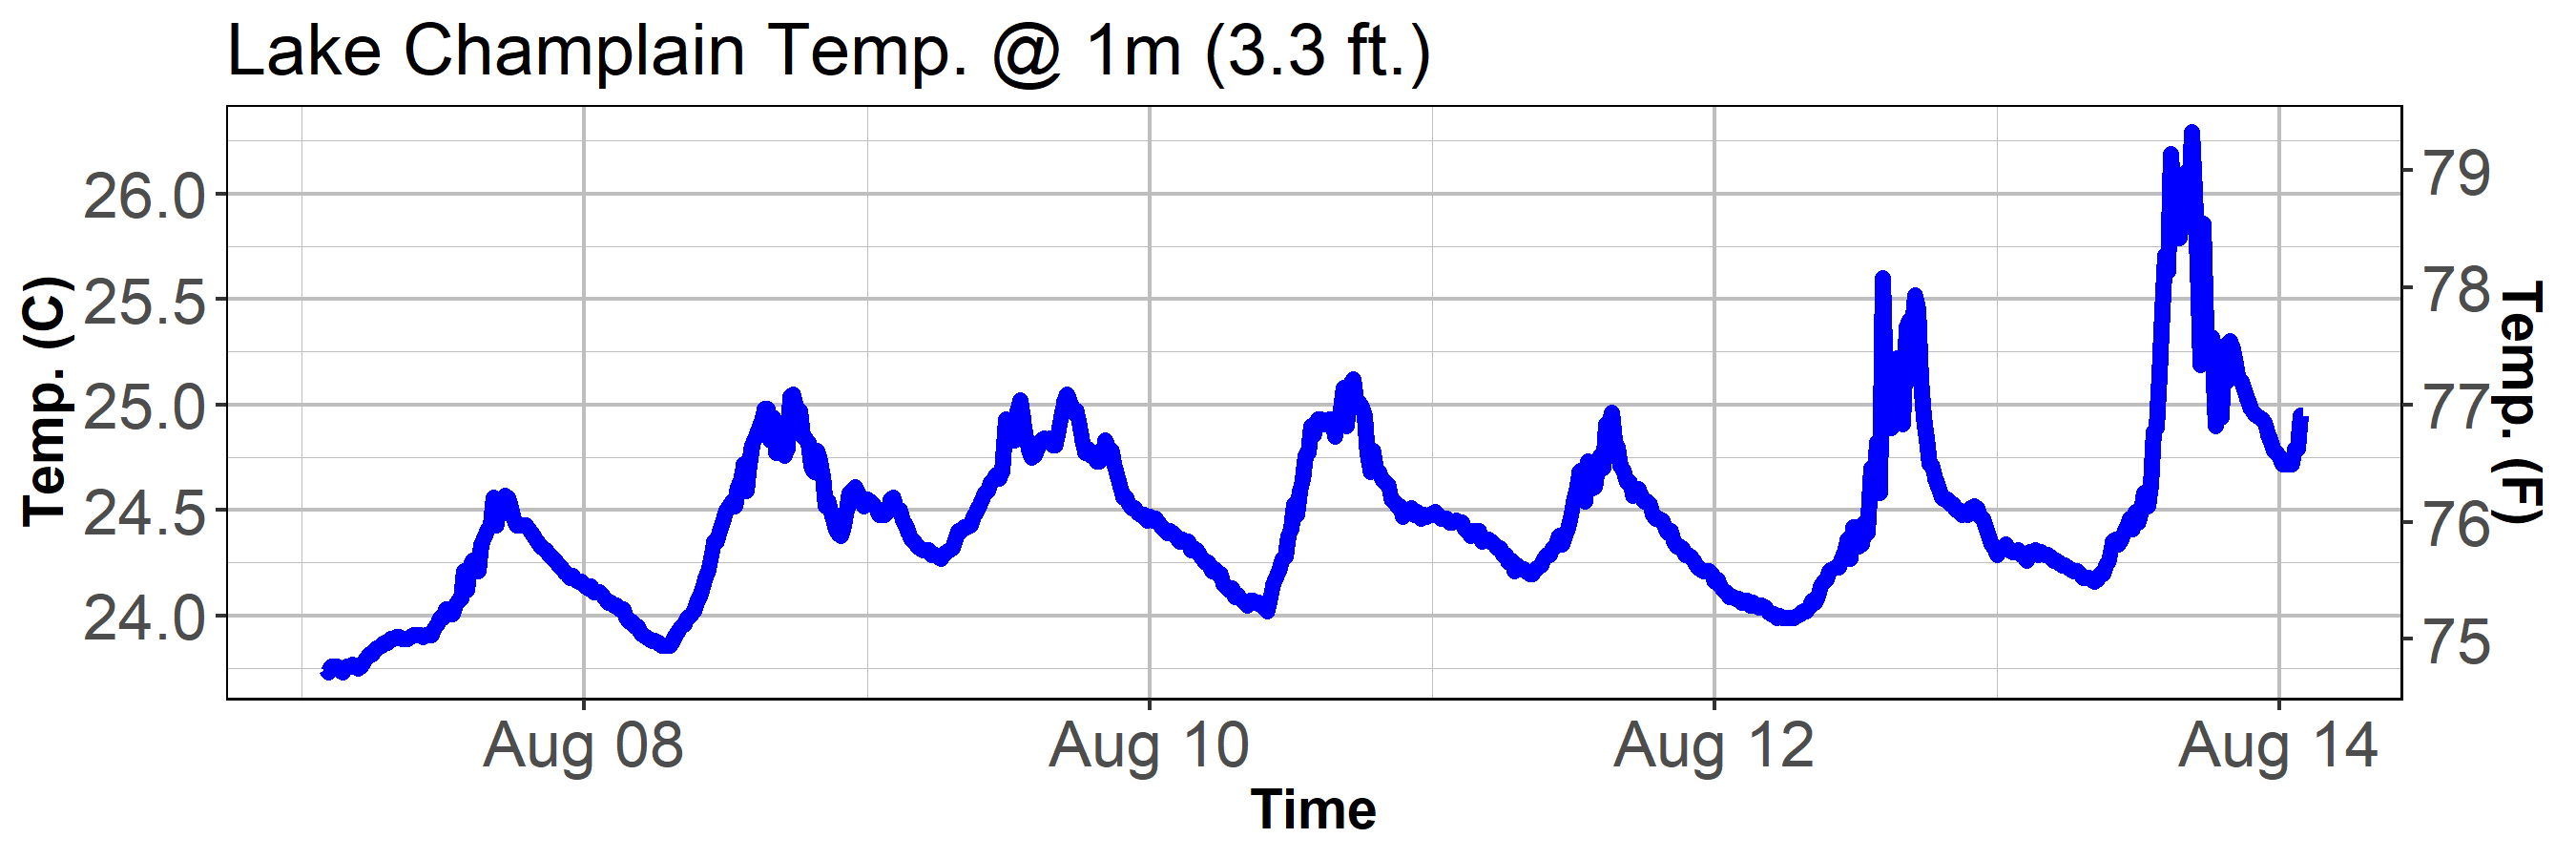 Lake Champlain Temp. @ 1m (3.3 ft.)
Temp. (C)
26.0
25.5
25.0
24.5
24.0
79
78
77
76
75
Temp. (F)
Aug 08
Aug 10
Aug 12
Aug 14
Time